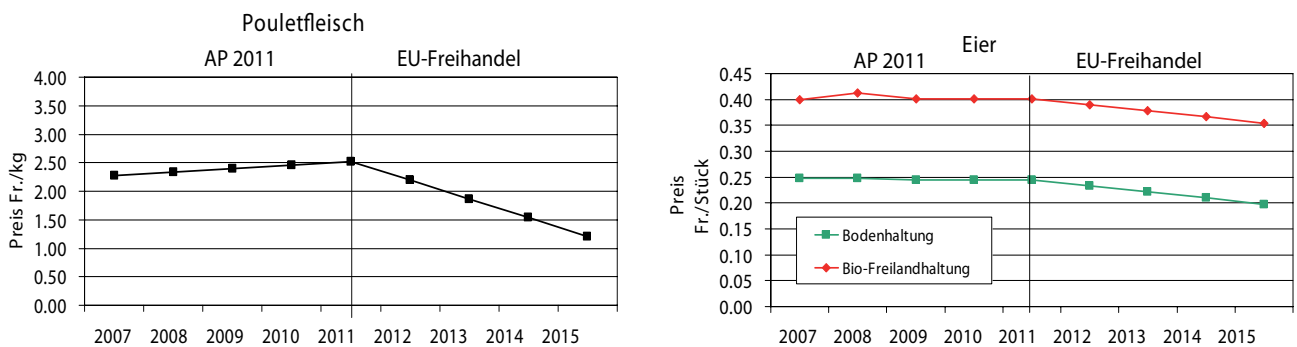 Pouletfleisch
AP 2011 EU-Freihandel
Preis Fr./kg
4.00
3.50
3.00
2.50
2.00
1.50
1.00
0.50
0.00
2007 2008 2009 2010 2011 2012 2013 2014 2015
Eier
AP 2011 EU-Freihandel
Preis
Fr./Stück
0.45
0.40
0.35
0.30
0.25
0.20
0.15
0.10
0.05
0.00
Bodenhaltung
Bio-Freilandhaltung
2007 2008 2009 2010 2011 2012 2013 2014 2015